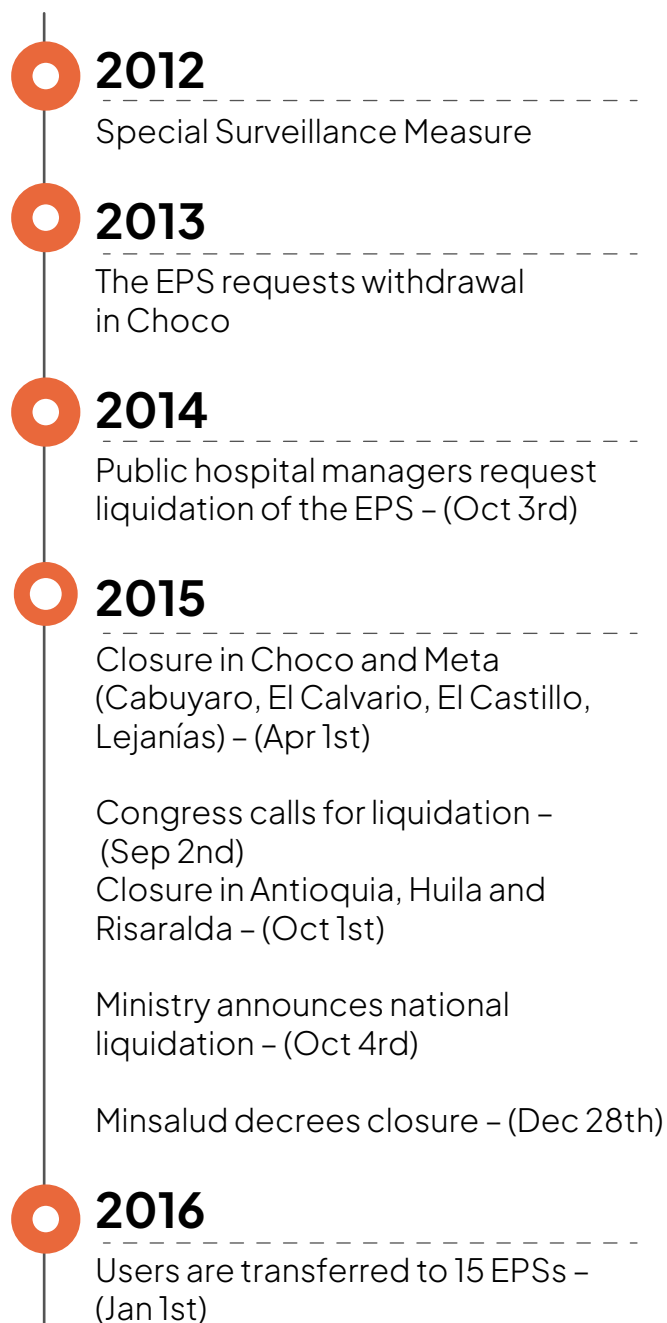 2012
Special Surveillance Measure
2013
The EPS requests withdrawal
in Choco
2014
Public hospital managers request
liquidation of the EPS – (Oct 3rd)
2015
Closure in Choco and Meta
(Cabuyaro, El Calvario, El Castillo,
Lejanías) – (Apr 1st)
Congress calls for liquidation –
(Sep 2nd)
Closure in Antioquia, Huila and
Risaralda – (Oct 1st)
Ministry announces national
liquidation – (Oct 4rd)
Minsalud decrees closure – (Dec 28th)
2016
Users are transferred to 15 EPSs –
(Jan 1st)